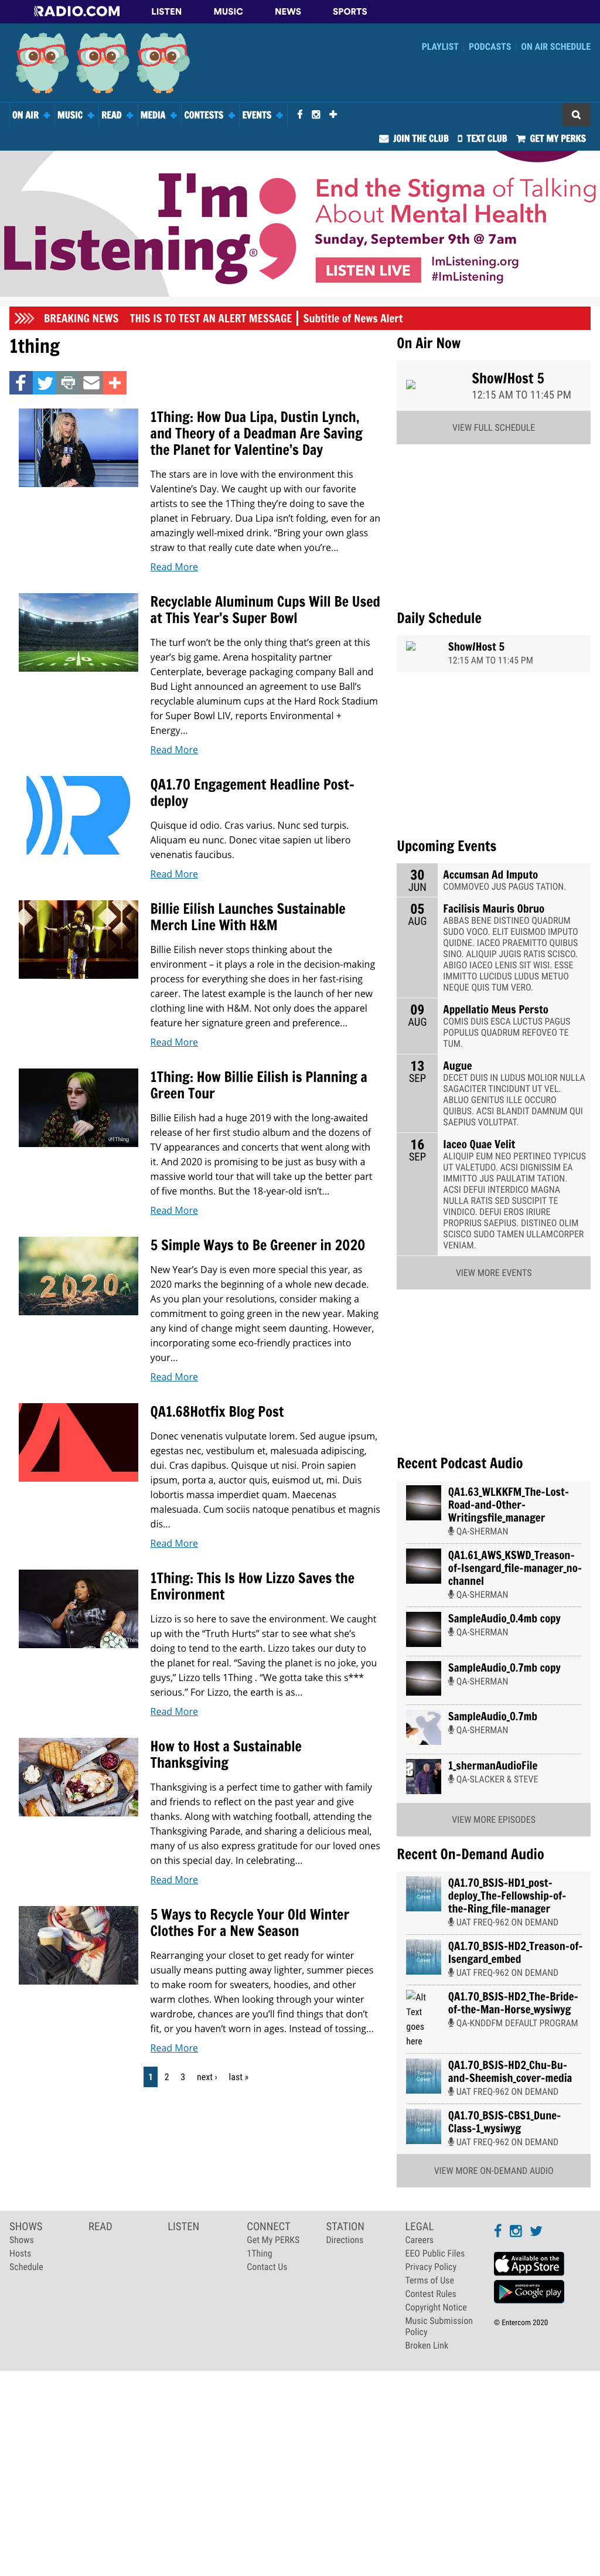 RADIO.COM LISTEN MUSIC NEWS SPORTS
PLAYLIST PODCASTS ON AIR SCHEDULE
ON AIR MUSIC READ MEDIA CONTESTS EVENTS
JOIN THE CLUB TEXT CLUB GET MY PERKS
I'm Listening®
End the Stigma of Talking
About Mental Health
Sunday, September 9th @ 7am
LISTEN LIVE
ImListening.org
#ImListening
BREAKING NEWS THIS IS TO TEST AN ALERT MESSAGE | Subtitle of News Alert
1thing
1Thing: How Dua Lipa, Dustin Lynch,
and Theory of a Deadman Are Saving
the Planet for Valentine's Day
The stars are in love with the environment this
Valentine's Day. We caught up with our favorite
artists to see the 1Thing they're doing to save the
planet in February. Dua Lipa isn't folding, even for an
amazingly well-mixed drink. "Bring your own glass
straw to that really cute date when you're...
Read More
Recyclable Aluminum Cups Will Be Used
at This Year's Super Bowl
The turf won't be the only thing that's green at this
year's big game. Arena hospitality partner
Centerplate, beverage packaging company Ball and
Bud Light announced an agreement to use Ball's
recyclable aluminum cups at the Hard Rock Stadium
for Super Bowl LIV, reports Environmental +
Energy...
Read More
QA1.70 Engagement Headline Post-
deploy
Quisque id odio. Cras varius. Nunc sed turpis.
Aliquam eu nunc. Donec vitae sapien ut libero
venenatis faucibus.
Read More
Billie Eilish Launches Sustainable
Merch Line With H&M
Billie Eilish never stops thinking about the
environment – it plays a role in the decision-making
process for everything she does in her fast-rising
career. The latest example is the launch of her new
clothing line with H&M. Not only does the apparel
feature her signature green and preference...
Read More
#1Thing
1Thing: How Billie Eilish is Planning a
Green Tour
Billie Eilish had a huge 2019 with the long-awaited
release of her first studio album and the dozens of
TV appearances and concerts that went along with
it. And 2020 is promising to be just as busy with a
massive world tour that will take up the better part
of five months. But the 18-year-old isn't...
Read More
2020
5 Simple Ways to Be Greener in 2020
New Year's Day is even more special this year, as
2020 marks the beginning of a whole new decade.
As you plan your resolutions, consider making a
commitment to going green in the new year. Making
any kind of change might seem daunting. However,
incorporating some eco-friendly practices into
your...
Read More
QA1.68Hotfix Blog Post
Donec venenatis vulputate lorem. Sed augue ipsum,
egestas nec, vestibulum et, malesuada adipiscing,
dui. Cras dapibus. Quisque ut nisi. Proin sapien
ipsum, porta a, auctor quis, euismod ut, mi. Duis
lobortis massa imperdiet quam. Maecenas
malesuada. Cum sociis natoque penatibus et magnis
dis...
Read More
1Thing: This Is How Lizzo Saves the
Environment
Lizzo is so here to save the environment. We caught
up with the "Truth Hurts" star to see what she's
doing to tend to the earth. Lizzo takes our duty to
the planet for real. "Saving the planet is no joke, you
guys," Lizzo tells 1Thing . "We gotta take this s***
serious." For Lizzo, the earth is as...
Read More
How to Host a Sustainable
Thanksgiving
Thanksgiving is a perfect time to gather with family
and friends to reflect on the past year and give
thanks. Along with watching football, attending the
Thanksgiving Parade, and sharing a delicious meal,
many of us also express gratitude for our loved ones
on this special day. In celebrating...
Read More
5 Ways to Recycle Your Old Winter
Clothes For a New Season
Rearranging your closet to get ready for winter
usually means putting away lighter, summer pieces
to make room for sweaters, hoodies, and other
warm clothes. When looking through your winter
wardrobe, chances are you'll find things that don't
fit, or you haven't worn in ages. Instead of tossing...
Read More
1 2 3 next › last »
On Air Now
Show/Host 5
12:15 AM TO 11:45 PM
VIEW FULL SCHEDULE
Daily Schedule
Show/Host 5
12:15 AM TO 11:45 PM
Upcoming Events
30 JUN
Accumsan Ad Imputo
COMMOVEO JUS PAGUS TATION.
05 AUG
Facilisis Mauris Obruo
ABBAS BENE DISTINEO QUADRUM
SUDO VOCO. ELIT EUISMOD IMPUTO
QUIDNE. IACEO PRAEMITTO QUIBUS
SINO. ALIQUIP JUGIS RATIS SCISCO.
ABIGO IACEO LENIS SIT WISI. ESSE
IMMITTO LUCIDUS LUDUS METUO
NEQUE QUIS TUM VERO.
09 AUG
Appellatio Meus Persto
COMIS DUIS ESCA LUCTUS PAGUS
POPULUS QUADRUM REFOVEO TE
TUM.
13 SEP
Augue
DECET DUIS IN LUDUS MOLIOR NULLA
SAGACITER TINCIDUNT UT VEL.
ABLUO GENITUS ILLE OCCURO
QUIBUS. ACSI BLANDIT DAMNUM QUI
SAEPIUS VOLUTPAT.
16 SEP
Iaceo Quae Velit
ALIQUIP EUM NEO PERTINEO TYPICUS
UT VALETUDO. ACSI DIGNISSIM EA
IMMITTO JUS PAULATIM TATION.
ACSI DEFUI INTERDICO MAGNA
NULLA RATIS SED SUSCIPIT TE
VINDICO. DEFUI EROS IRIURE
PROPRIUS SAEPIUS. DISTINEO OLIM
SCISCO SUDO TAMEN ULLAMCORPER
VENIAM.
VIEW MORE EVENTS
Recent Podcast Audio
QA1.63_WLKKFM_The-Lost-
Road-and-Other-
Writingsfile_manager
QA-SHERMAN
QA1.61_AWS_KSWD_Treason-
of-Isengard_file-manager_no-
channel
QA-SHERMAN
SampleAudio_0.4mb copy
QA-SHERMAN
SampleAudio_0.7mb copy
QA-SHERMAN
SampleAudio_0.7mb
QA-SHERMAN
1_shermanAudioFile
QA-SLACKER & STEVE
VIEW MORE EPISODES
Recent On-Demand Audio
QA1.70_BSJS-HD1_post-
deploy_The-Fellowship-of-
the-Ring_file-manager
UAT FREQ-962 ON DEMAND
QA1.70_BSJS-HD2_Treason-of-
Isengard_embed
UAT FREQ-962 ON DEMAND
Alt
Text
goes
here
QA1.70_BSJS-HD2_The-Bride-
of-the-Man-Horse_wysiwyg
QA-KNDDFM DEFAULT PROGRAM
QA1.70_BSJS-HD2_Chu-Bu-
and-Sheemish_cover-media
UAT FREQ-962 ON DEMAND
QA1.70_BSJS-CBS1_Dune-
Class-1_wysiwyg
UAT FREQ-962 ON DEMAND
VIEW MORE ON-DEMAND AUDIO
SHOWS
Shows
Hosts
Schedule
READ
LISTEN
CONNECT
Get My PERKS
1Thing
Contact Us
STATION
Directions
LEGAL
Careers
EEO Public Files
Privacy Policy
Terms of Use
Contest Rules
Copyright Notice
Music Submission
Policy
Broken Link
Available on the
App Store
Google play
© Entercom 2020